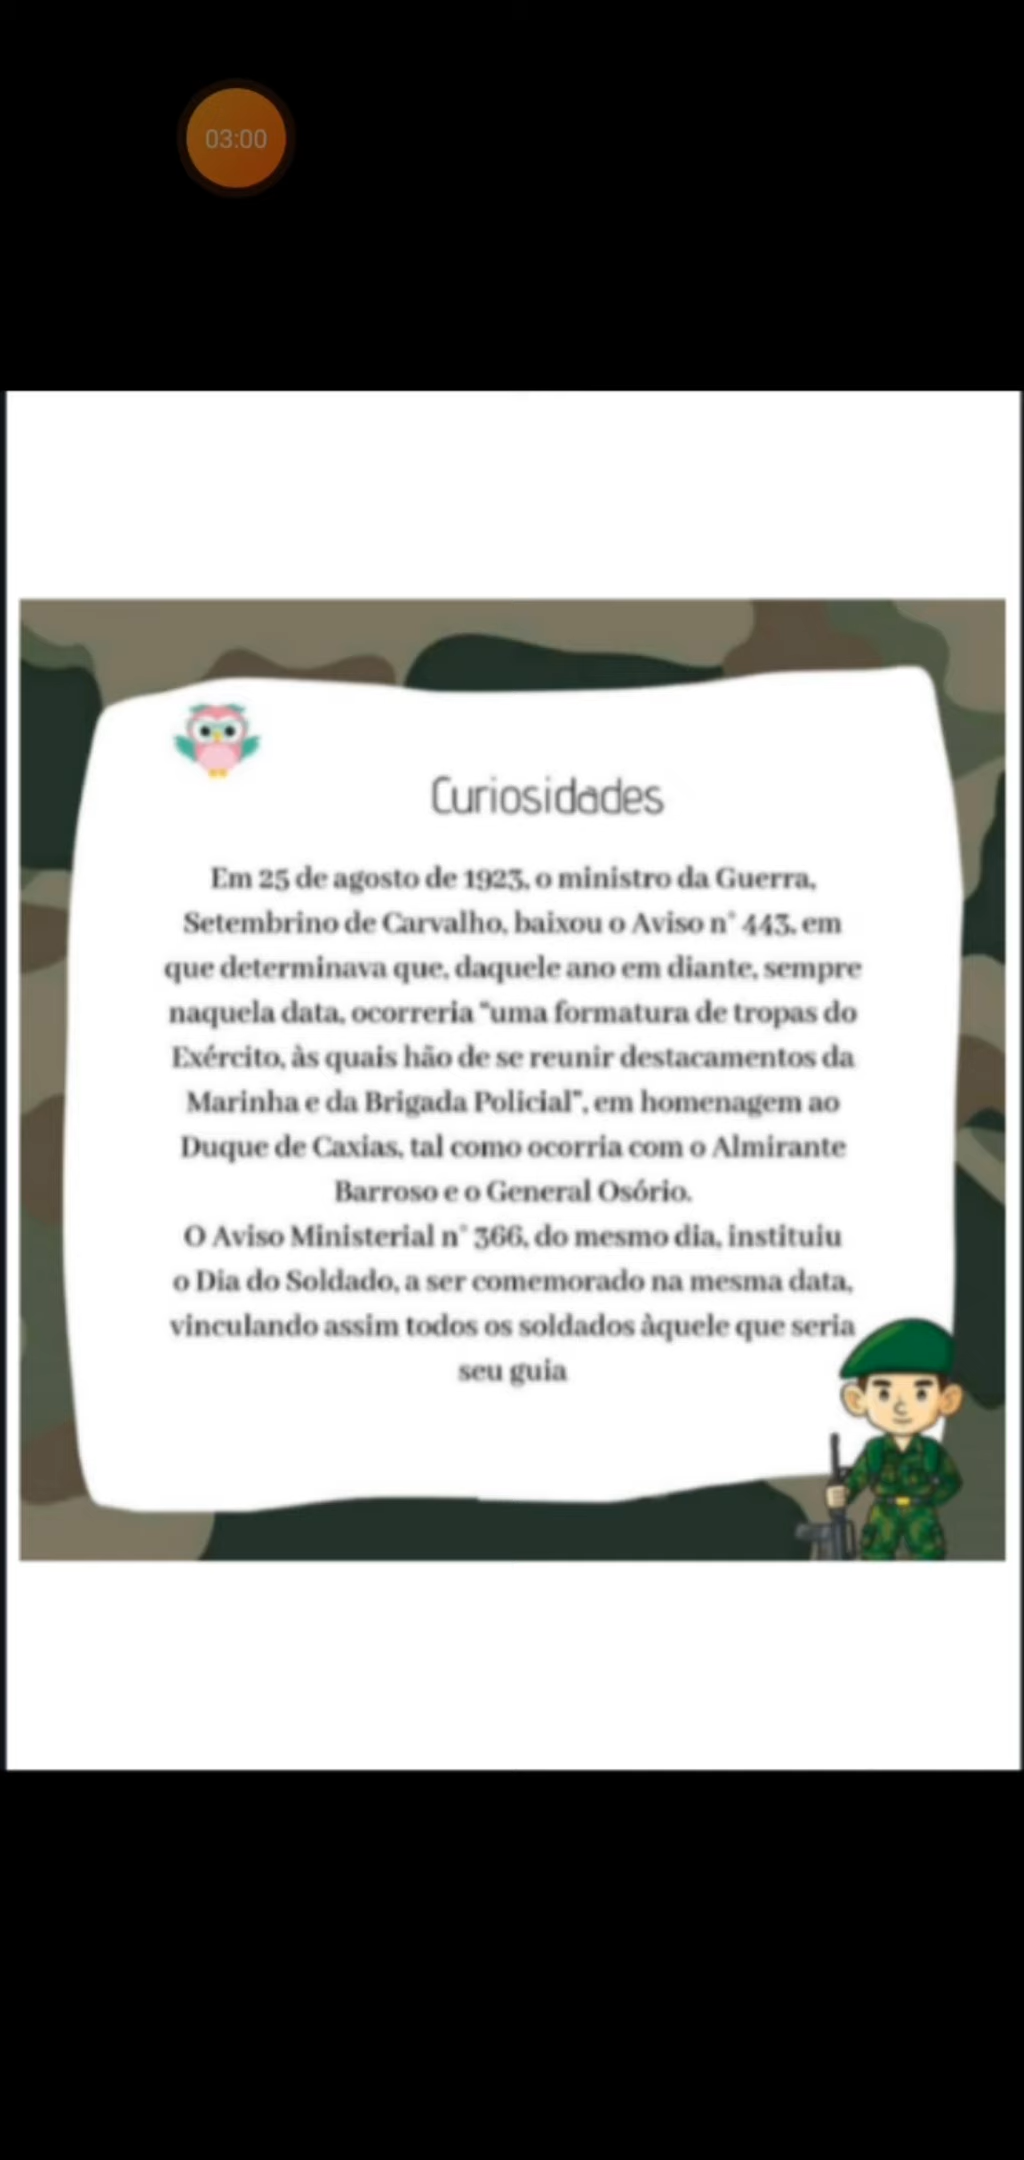 03:00
Curiosidades
Em 25 de agosto de 1923, o ministro da Guerra,
Setembrino de Carvalho, baixou o Aviso n° 443, em
que determinava que, daquele ano em diante, sempre
naquela data, ocorreria "uma formatura de tropas do
Exército, às quais hão de se reunir destacamentos da
Marinha e da Brigada Policial", em homenagem ao
Duque de Caxias, tal como ocorria com o Almirante
Barroso e o General Osório.
O Aviso Ministerial n° 366, do mesmo dia, instituiu
o Dia do Soldado, a ser comemorado na mesma data,
vinculando assim todos os soldados àquele que seria
seu guia